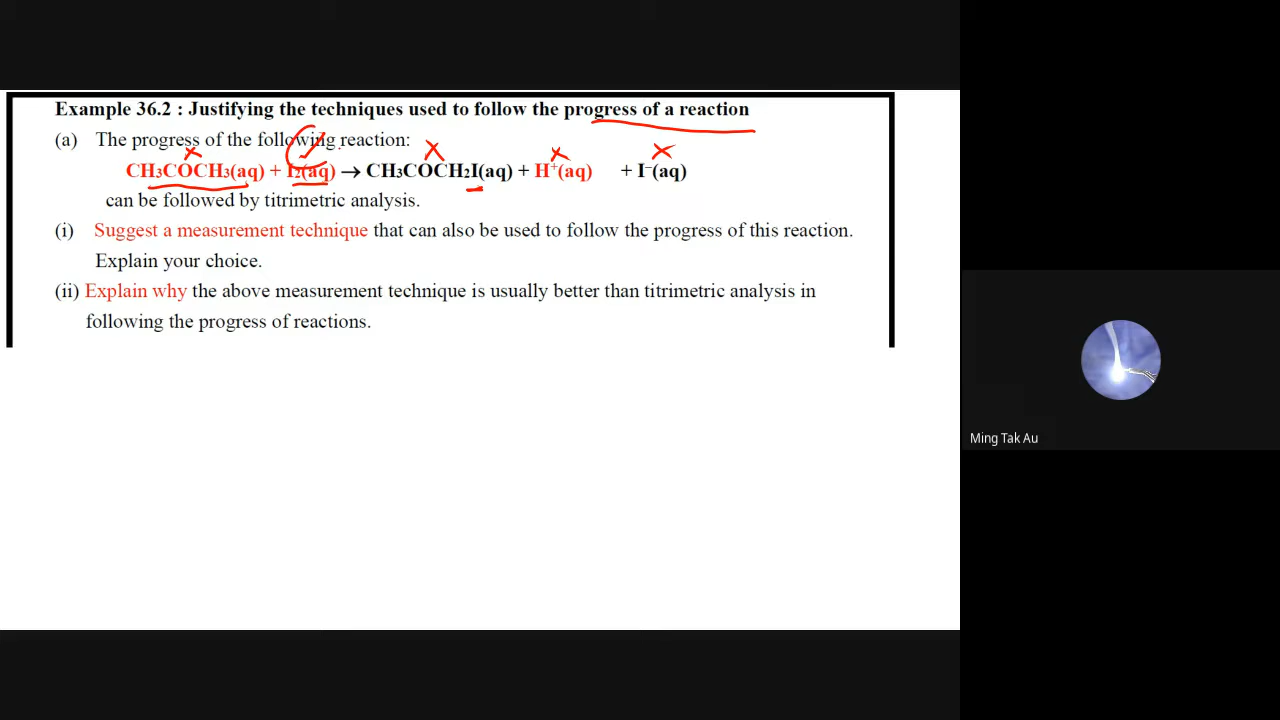 Example 36.2 : Justifying the techniques used to follow the progress of a reaction
(a) The progress of the following reaction:
CH₃COCH₃(aq) + I₂(aq) → CH₃COCH₂I(aq) + H⁺(aq) + I⁻(aq)
can be followed by titrimetric analysis.
(i) Suggest a measurement technique that can also be used to follow the progress of this reaction.
Explain your choice.
(ii) Explain why the above measurement technique is usually better than titrimetric analysis in
following the progress of reactions.
Ming Tak Au